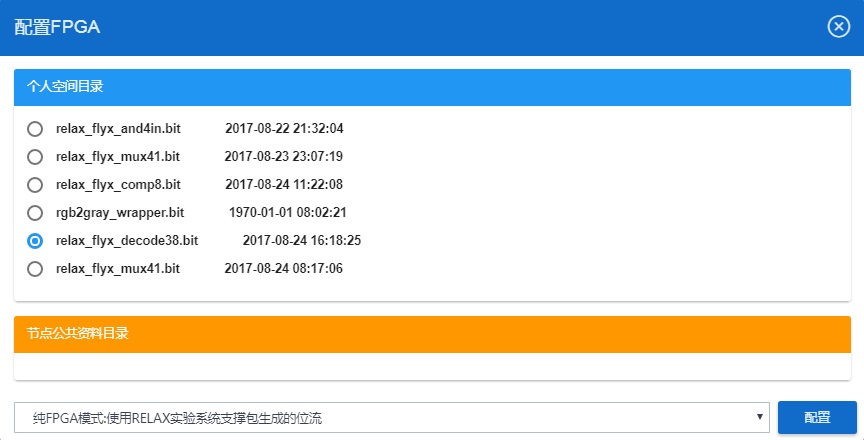 配置FPGA
个人空间目录
relax_flyx_and4in.bit 2017-08-22 21:32:04
relax_flyx_mux41.bit 2017-08-23 23:07:19
relax_flyx_comp8.bit 2017-08-24 11:22:08
rgb2gray_wrapper.bit 1970-01-01 08:02:21
relax_flyx_decode38.bit 2017-08-24 16:18:25
relax_flyx_mux41.bit 2017-08-24 08:17:06
节点公共资料目录
纯FPGA模式:使用RELAX实验系统支撑包生成的位流
配置